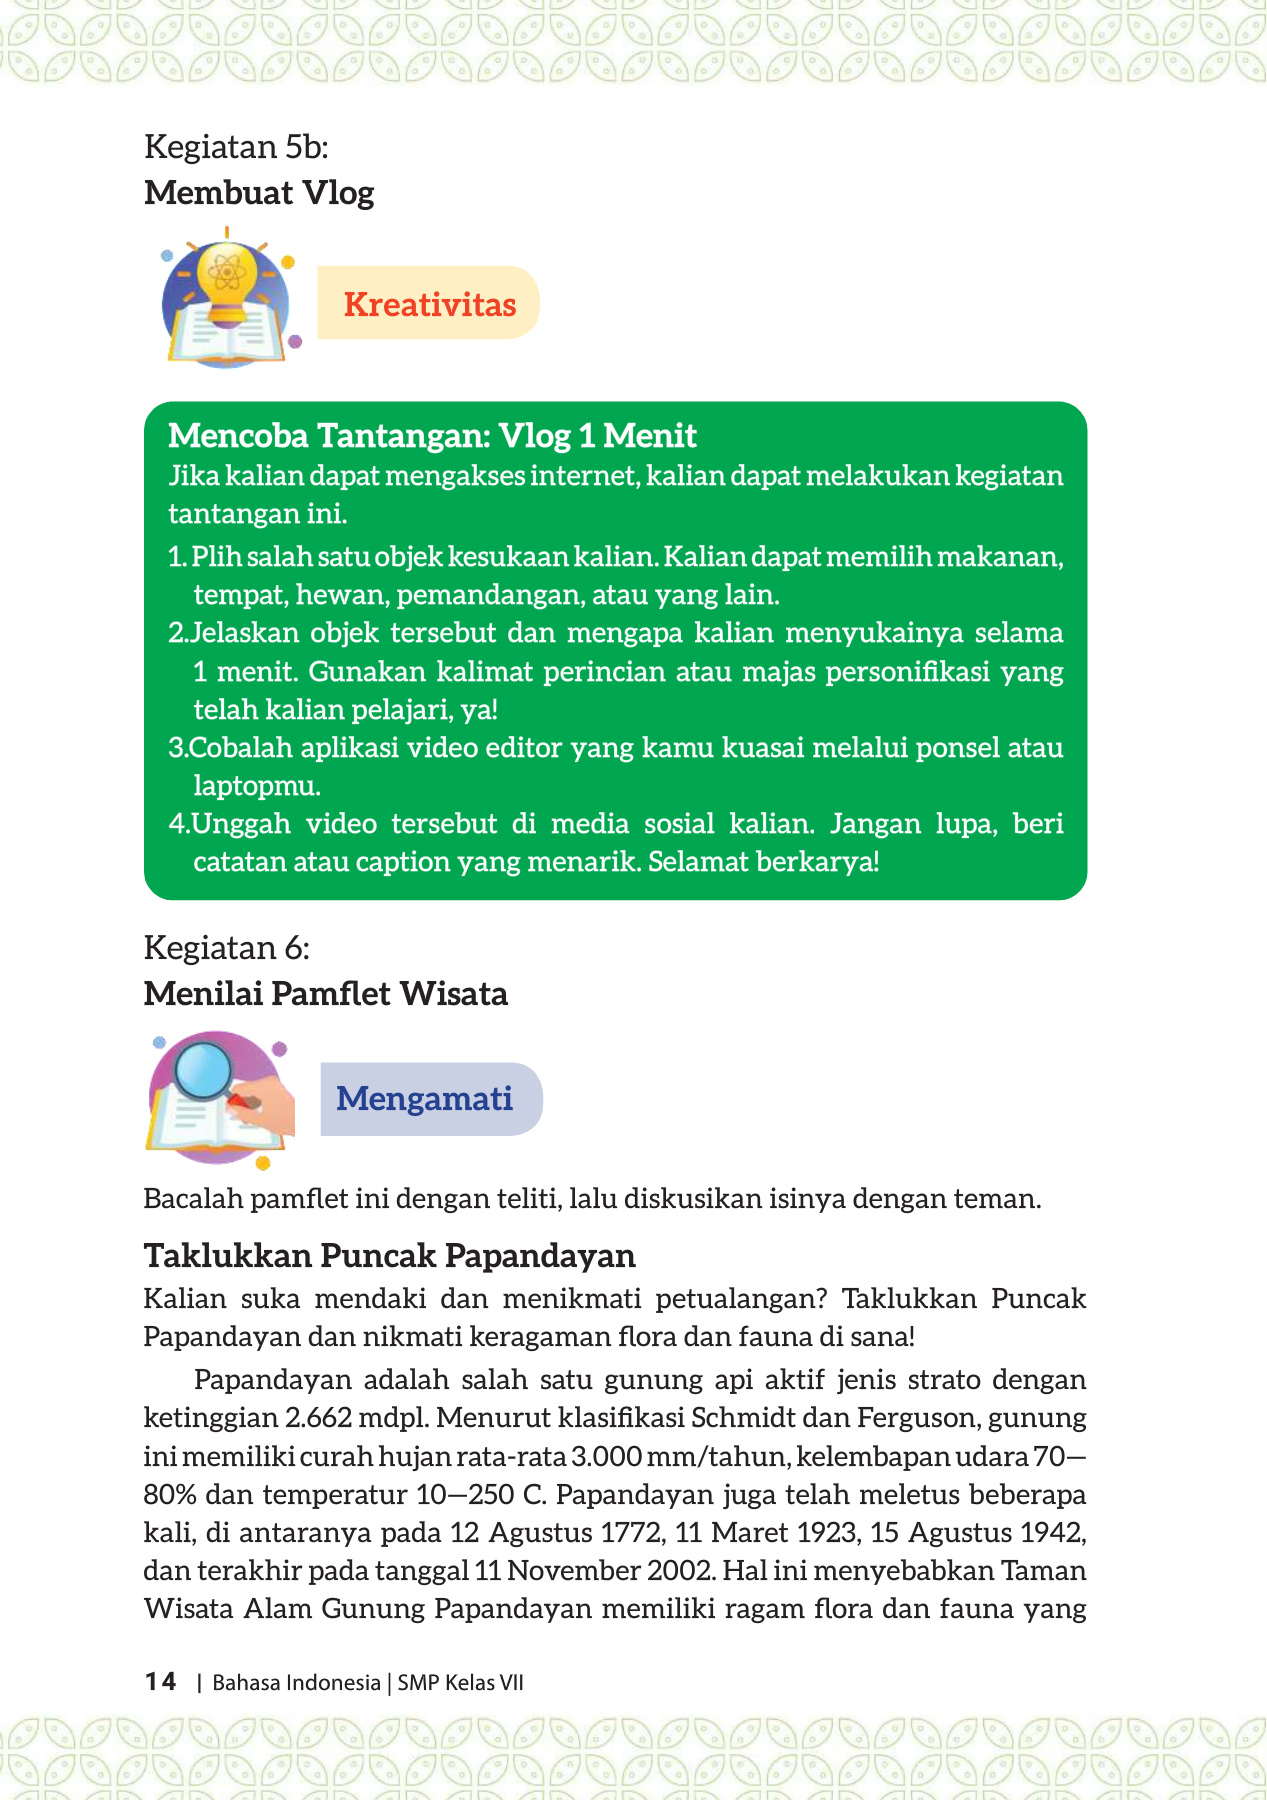 Kegiatan 5b:
Membuat Vlog
Kreativitas
Mencoba Tantangan: Vlog 1 Menit
Jika kalian dapat mengakses internet, kalian dapat melakukan kegiatan
tantangan ini.
1. Plih salah satu objek kesukaan kalian. Kalian dapat memilih makanan,
tempat, hewan, pemandangan, atau yang lain.
2.Jelaskan objek tersebut dan mengapa kalian menyukainya selama
1 menit. Gunakan kalimat perincian atau majas personifikasi yang
telah kalian pelajari, ya!
3.Cobalah aplikasi video editor yang kamu kuasai melalui ponsel atau
laptopmu.
4.Unggah video tersebut di media sosial kalian. Jangan lupa, beri
catatan atau caption yang menarik. Selamat berkarya!
Kegiatan 6:
Menilai Pamflet Wisata
Mengamati
Bacalah pamflet ini dengan teliti, lalu diskusikan isinya dengan teman.
Taklukkan Puncak Papandayan
Kalian suka mendaki dan menikmati petualangan? Taklukkan Puncak
Papandayan dan nikmati keragaman flora dan fauna di sana!
Papandayan adalah salah satu gunung api aktif jenis strato dengan
ketinggian 2.662 mdpl. Menurut klasifikasi Schmidt dan Ferguson, gunung
ini memiliki curah hujan rata-rata 3.000 mm/tahun, kelembapan udara 70—
80% dan temperatur 10—250 C. Papandayan juga telah meletus beberapa
kali, di antaranya pada 12 Agustus 1772, 11 Maret 1923, 15 Agustus 1942,
dan terakhir pada tanggal 11 November 2002. Hal ini menyebabkan Taman
Wisata Alam Gunung Papandayan memiliki ragam flora dan fauna yang
14 | Bahasa Indonesia | SMP Kelas VII